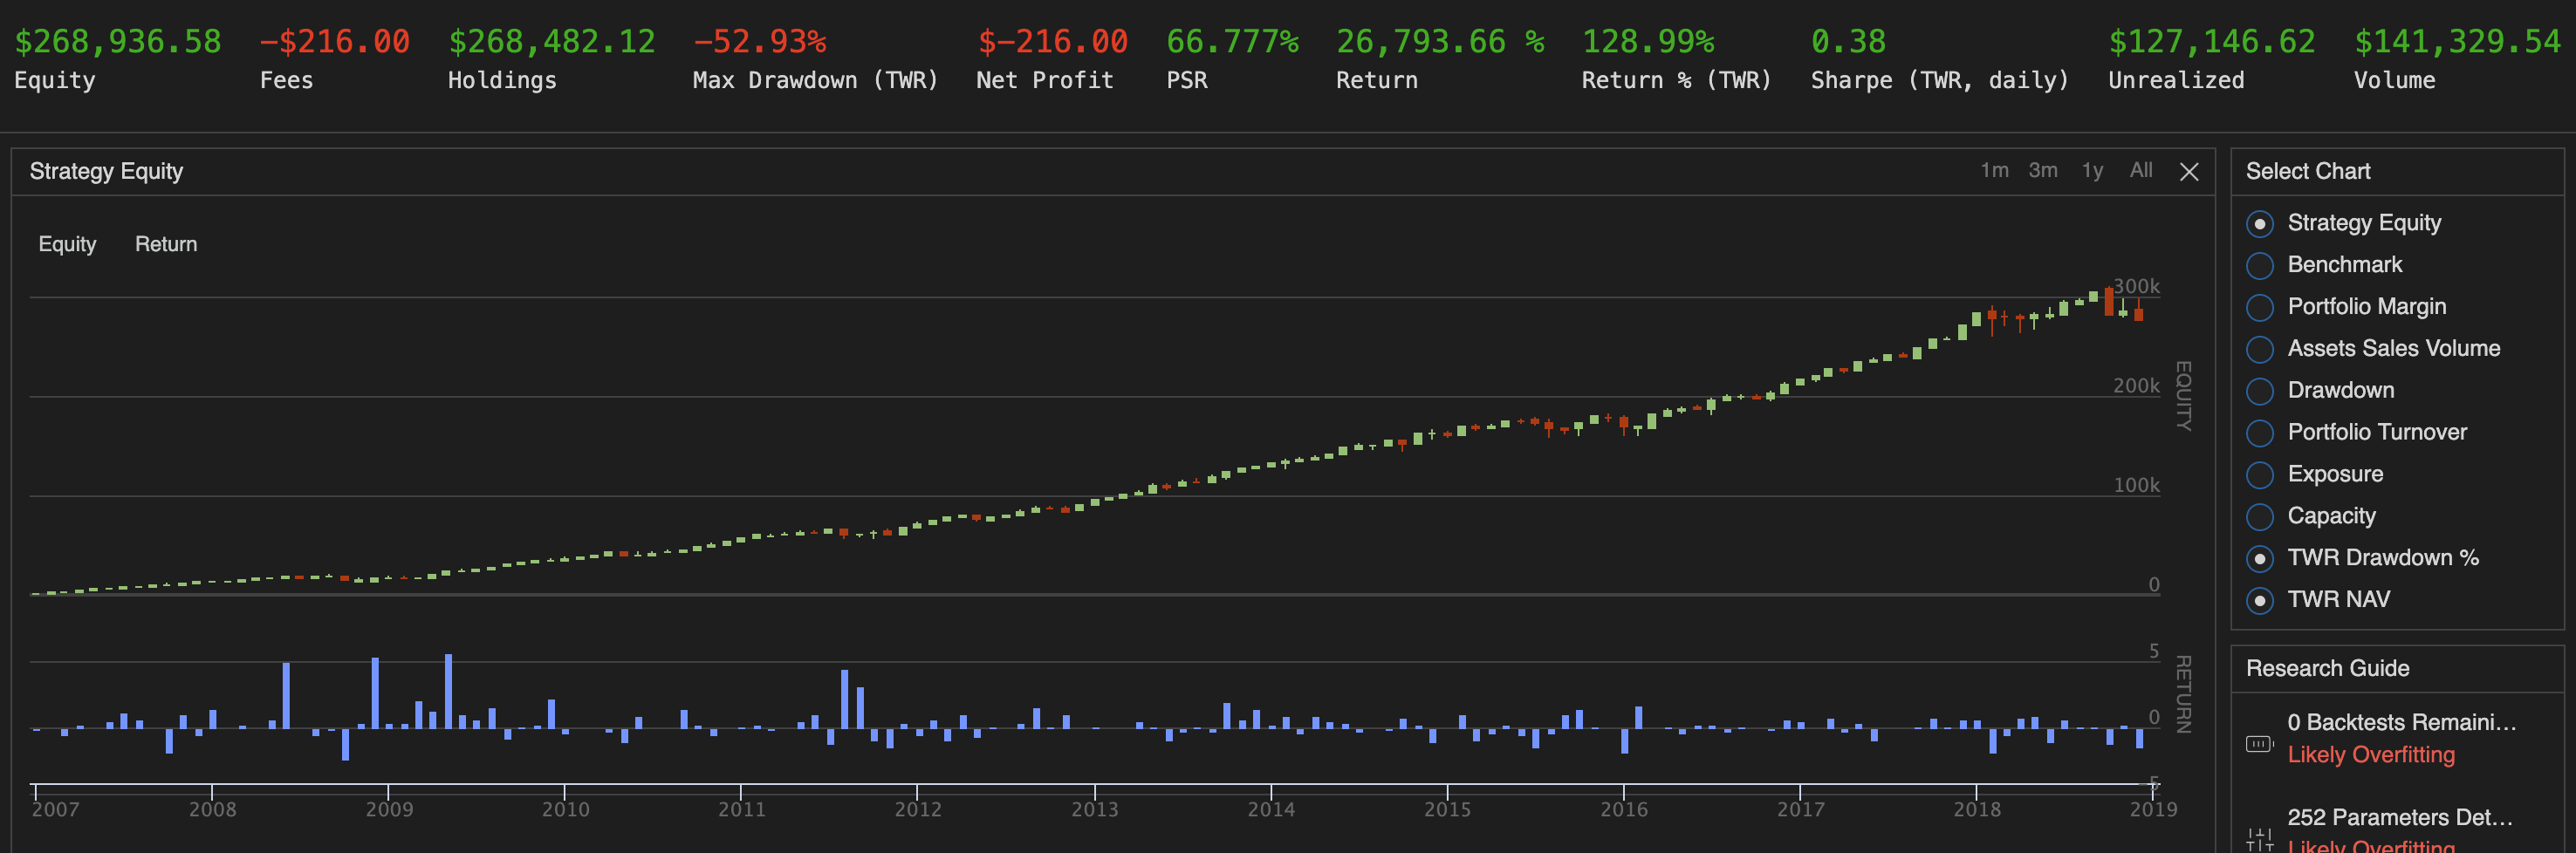 $268,936.58 −$216.00 $268,482.12 −52.93% $−216.00 66.777% 26,793.66 % 128.99% 0.38 $127,146.62 $141,329.54
Equity Fees Holdings Max Drawdown (TWR) Net Profit PSR Return Return % (TWR) Sharpe (TWR, daily) Unrealized Volume
Strategy Equity
1m 3m 1y All
Equity Return
300k
200k
100k
0
EQUITY
5
0
-5
RETURN
2007 2008 2009 2010 2011 2012 2013 2014 2015 2016 2017 2018 2019
Select Chart
Strategy Equity
Benchmark
Portfolio Margin
Assets Sales Volume
Drawdown
Portfolio Turnover
Exposure
Capacity
TWR Drawdown %
TWR NAV
Research Guide
0 Backtests Remaini...
Likely Overfitting
252 Parameters Det...
Likely Overfitting